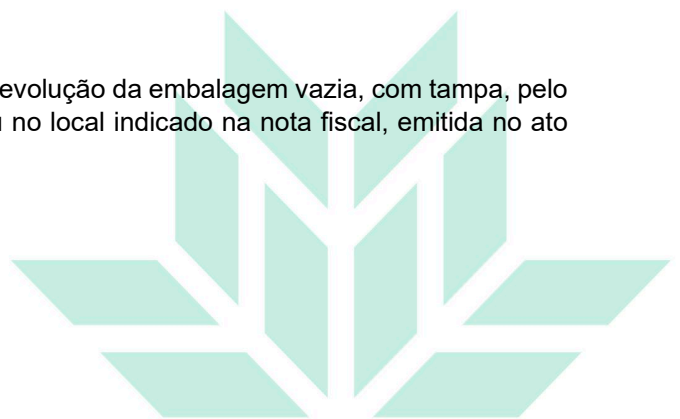 evolução da embalagem vazia, com tampa, pelo
no local indicado na nota fiscal, emitida no ato